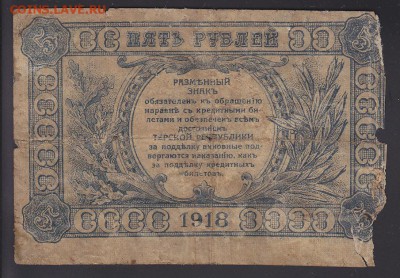 COINS.LAVE.RU
ПЯТЬ РУБЛЕЙ
РАЗМѢННЫЙ
ЗНАКЪ
обязателенъ къ обращенію
наравнѣ съ кредитными би-
летами и обезпеченъ всѣмъ
достояніемъ
ТЕРСКОЙ РЕСПУБЛИКИ
за поддѣлку виновные под-
вергаются наказанію, какъ
за поддѣлку кредитныхъ
билетовъ.
1918